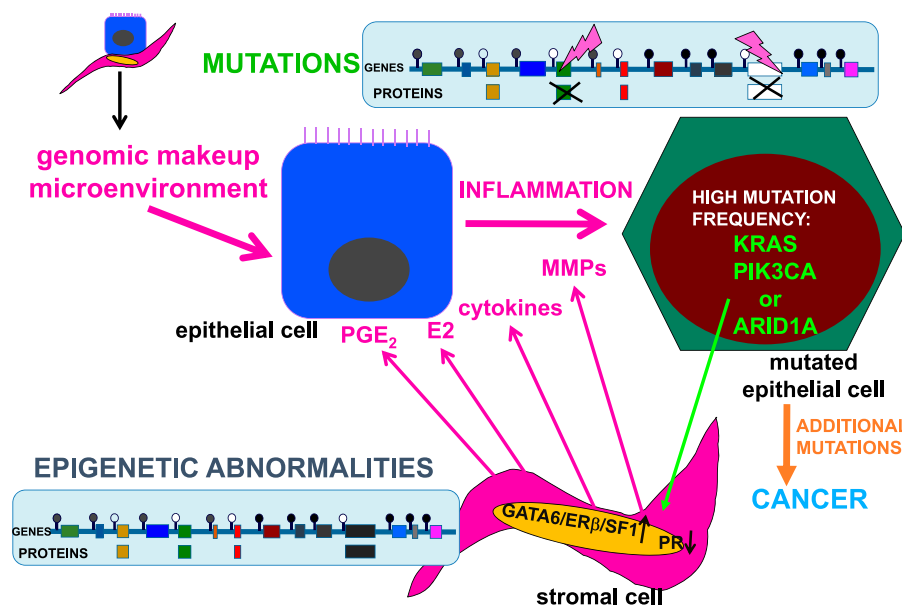 MUTATIONS
GENES
PROTEINS
genomic makeup
microenvironment
INFLAMMATION
HIGH MUTATION
FREQUENCY:
KRAS
PIK3CA
or
ARID1A
MMPs
cytokines
E2
PGE₂
epithelial cell
mutated
epithelial cell
ADDITIONAL
MUTATIONS
CANCER
EPIGENETIC ABNORMALITIES
GENES
PROTEINS
GATA6/ERβ/SF1
PR
stromal cell